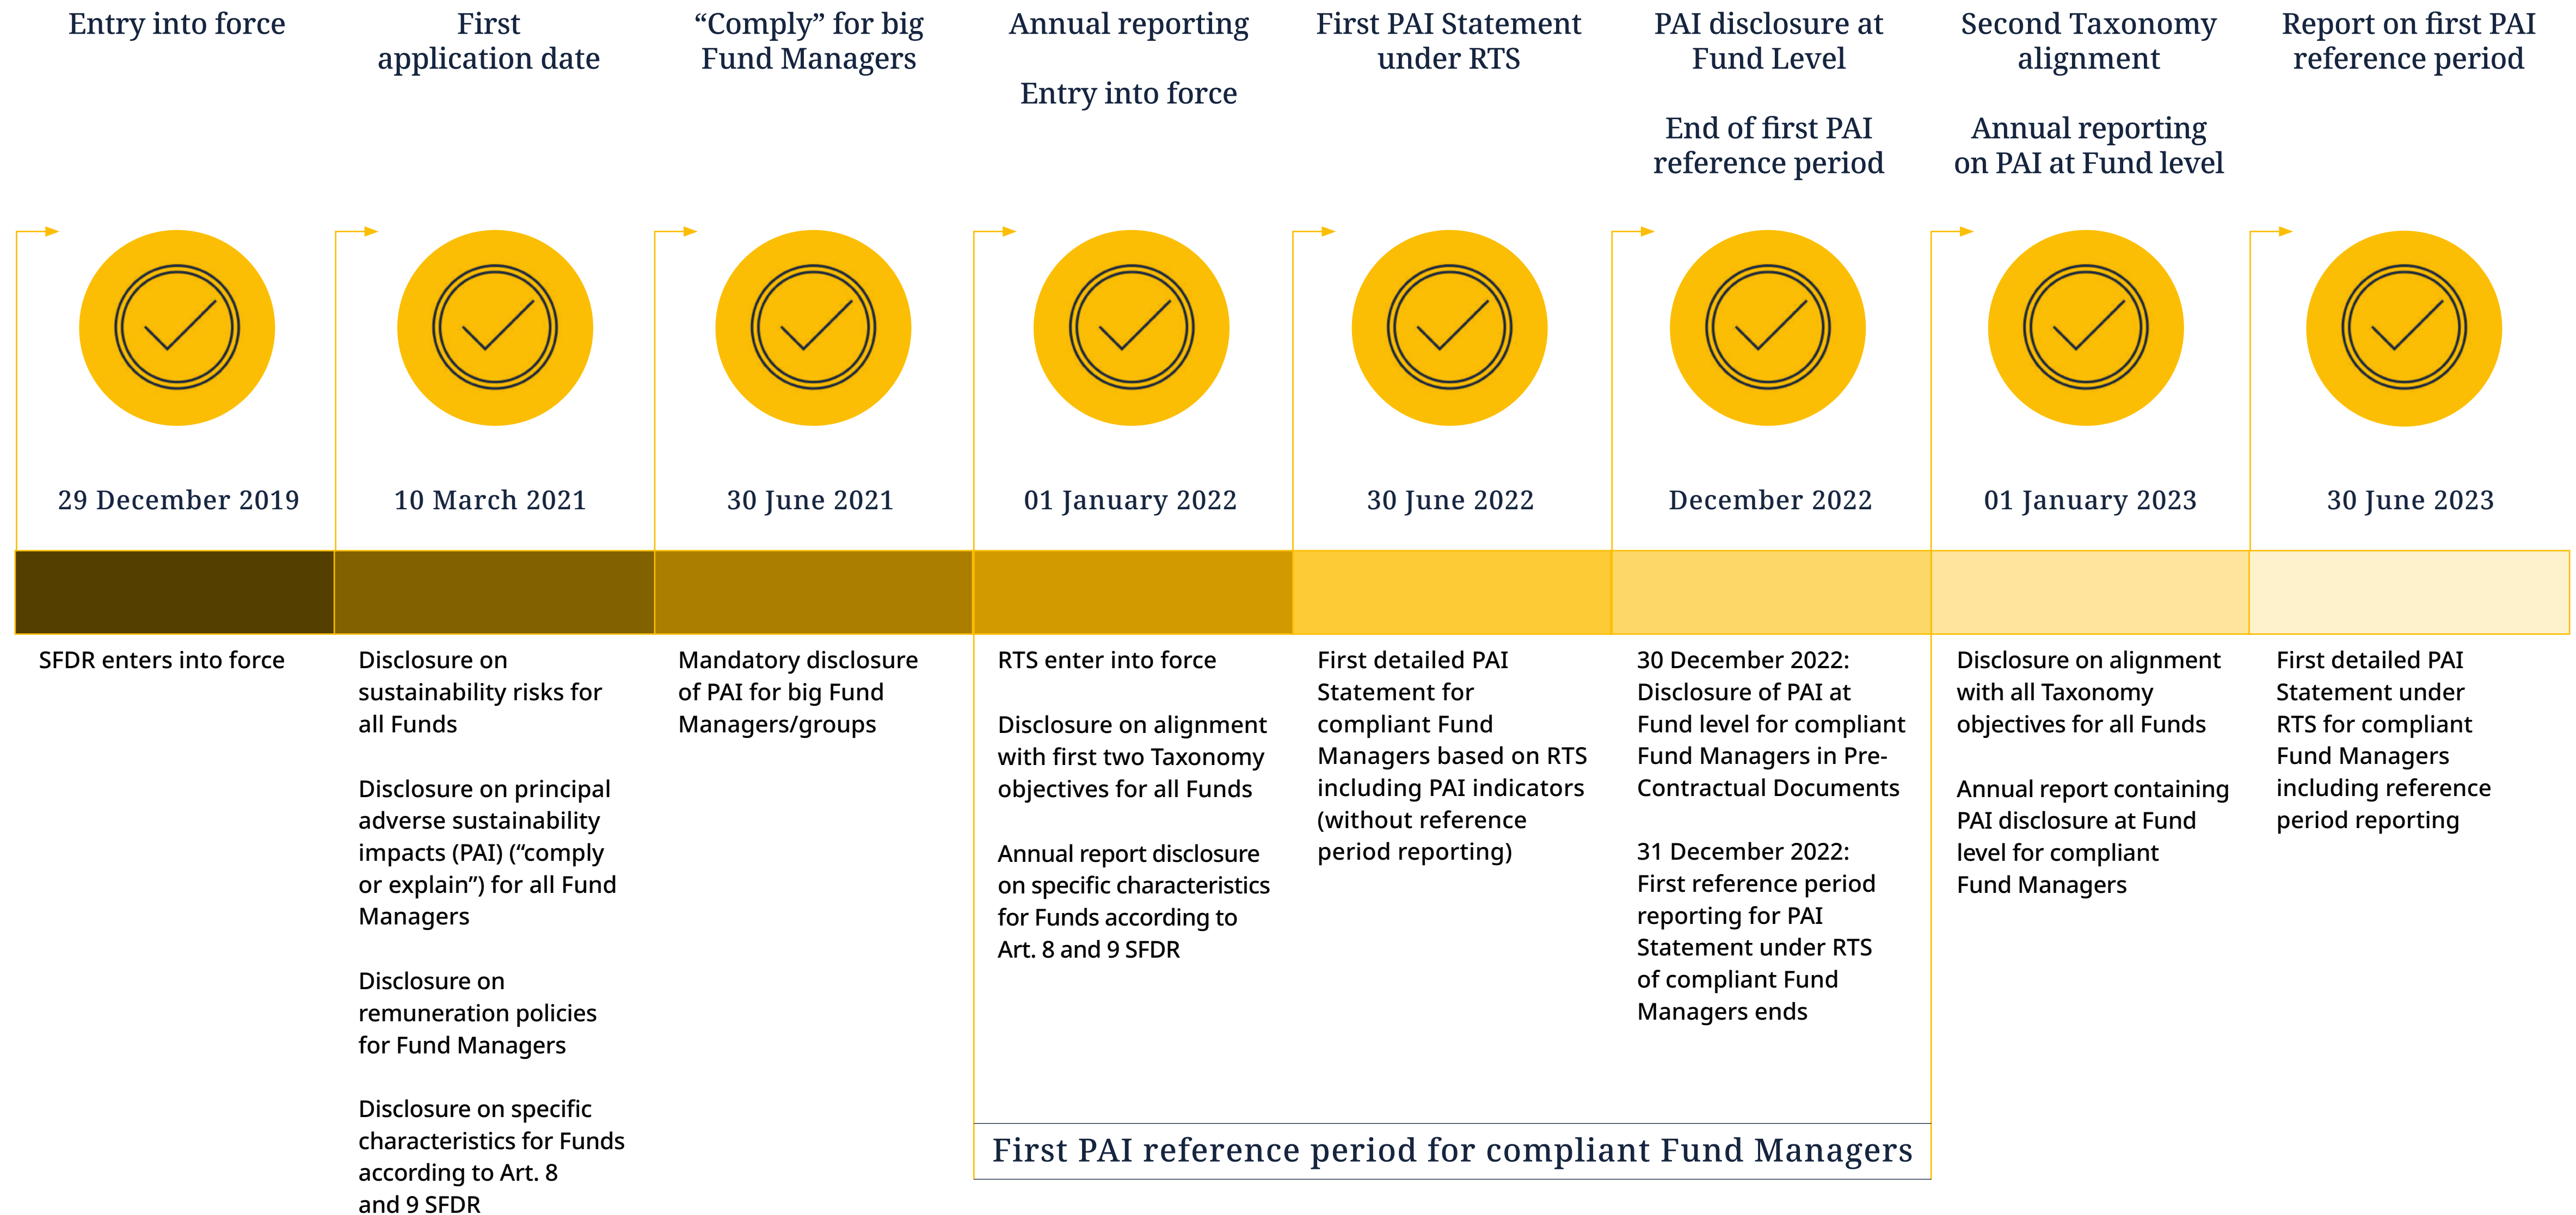 Entry into force
First
application date
“Comply” for big
Fund Managers
Annual reporting
Entry into force
First PAI Statement
under RTS
PAI disclosure at
Fund Level
End of first PAI
reference period
Second Taxonomy
alignment
Annual reporting
on PAI at Fund level
Report on first PAI
reference period
29 December 2019
10 March 2021
30 June 2021
01 January 2022
30 June 2022
December 2022
01 January 2023
30 June 2023
SFDR enters into force
Disclosure on
sustainability risks for
all Funds
Disclosure on principal
adverse sustainability
impacts (PAI) (“comply
or explain”) for all Fund
Managers
Disclosure on
remuneration policies
for Fund Managers
Disclosure on specific
characteristics for Funds
according to Art. 8
and 9 SFDR
Mandatory disclosure
of PAI for big Fund
Managers/groups
RTS enter into force
Disclosure on alignment
with first two Taxonomy
objectives for all Funds
Annual report disclosure
on specific characteristics
for Funds according to
Art. 8 and 9 SFDR
First detailed PAI
Statement for
compliant Fund
Managers based on RTS
including PAI indicators
(without reference
period reporting)
30 December 2022:
Disclosure of PAI at
Fund level for compliant
Fund Managers in Pre-
Contractual Documents
31 December 2022:
First reference period
reporting for PAI
Statement under RTS
of compliant Fund
Managers ends
Disclosure on alignment
with all Taxonomy
objectives for all Funds
Annual report containing
PAI disclosure at Fund
level for compliant
Fund Managers
First detailed PAI
Statement under
RTS for compliant
Fund Managers
including reference
period reporting
First PAI reference period for compliant Fund Managers